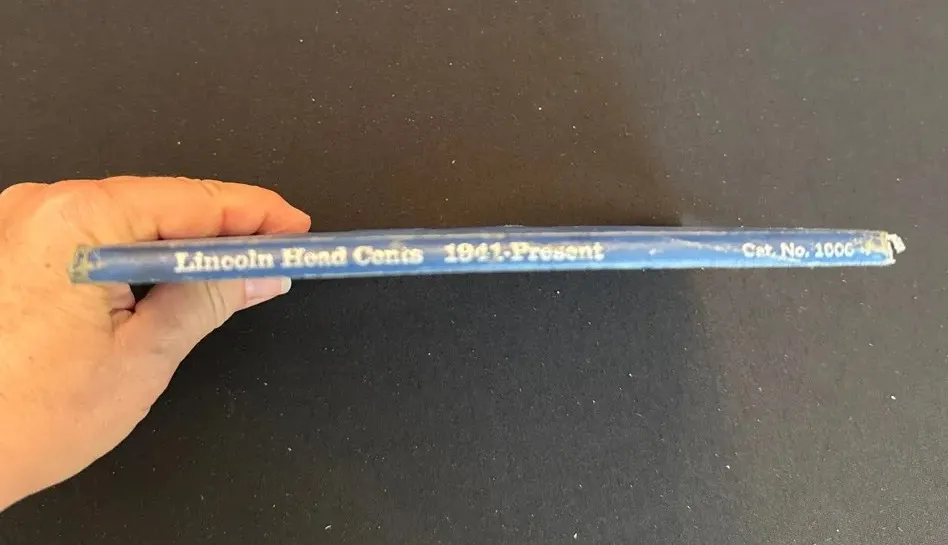 Lincoln Head Cents 1941-Present Cat. No. 1000